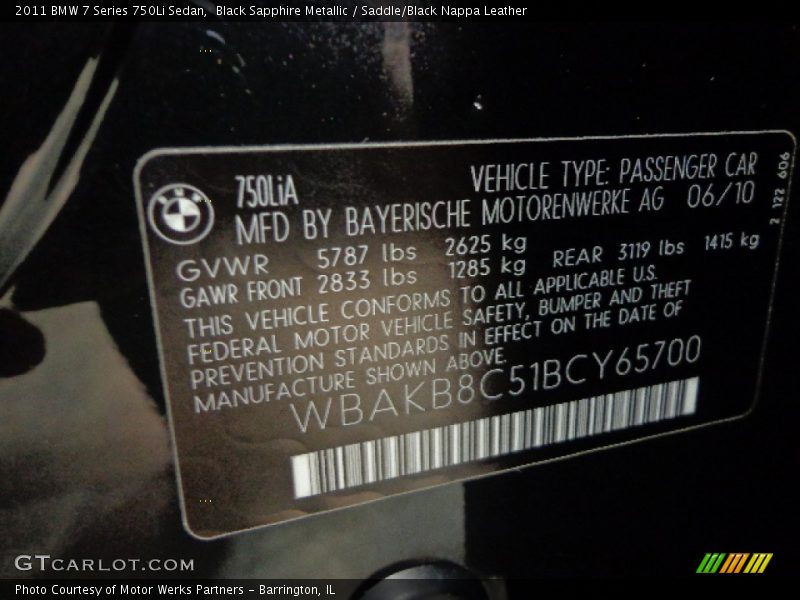 2011 BMW 7 Series 750Li Sedan,  Black Sapphire Metallic / Saddle/Black Nappa Leather
750LiA
VEHICLE TYPE: PASSENGER CAR
MFD BY BAYERISCHE MOTORENWERKE AG 06/10
2 122 606
GVWR 5787 lbs 2625 kg
GAWR FRONT 2833 lbs 1285 kg REAR 3119 lbs 1415 kg
THIS VEHICLE CONFORMS TO ALL APPLICABLE U.S.
FEDERAL MOTOR VEHICLE SAFETY, BUMPER AND THEFT
PREVENTION STANDARDS IN EFFECT ON THE DATE OF
MANUFACTURE SHOWN ABOVE.
WBAKB8C51BCY65700
GTCARLOT.COM
Photo Courtesy of Motor Werks Partners - Barrington, IL